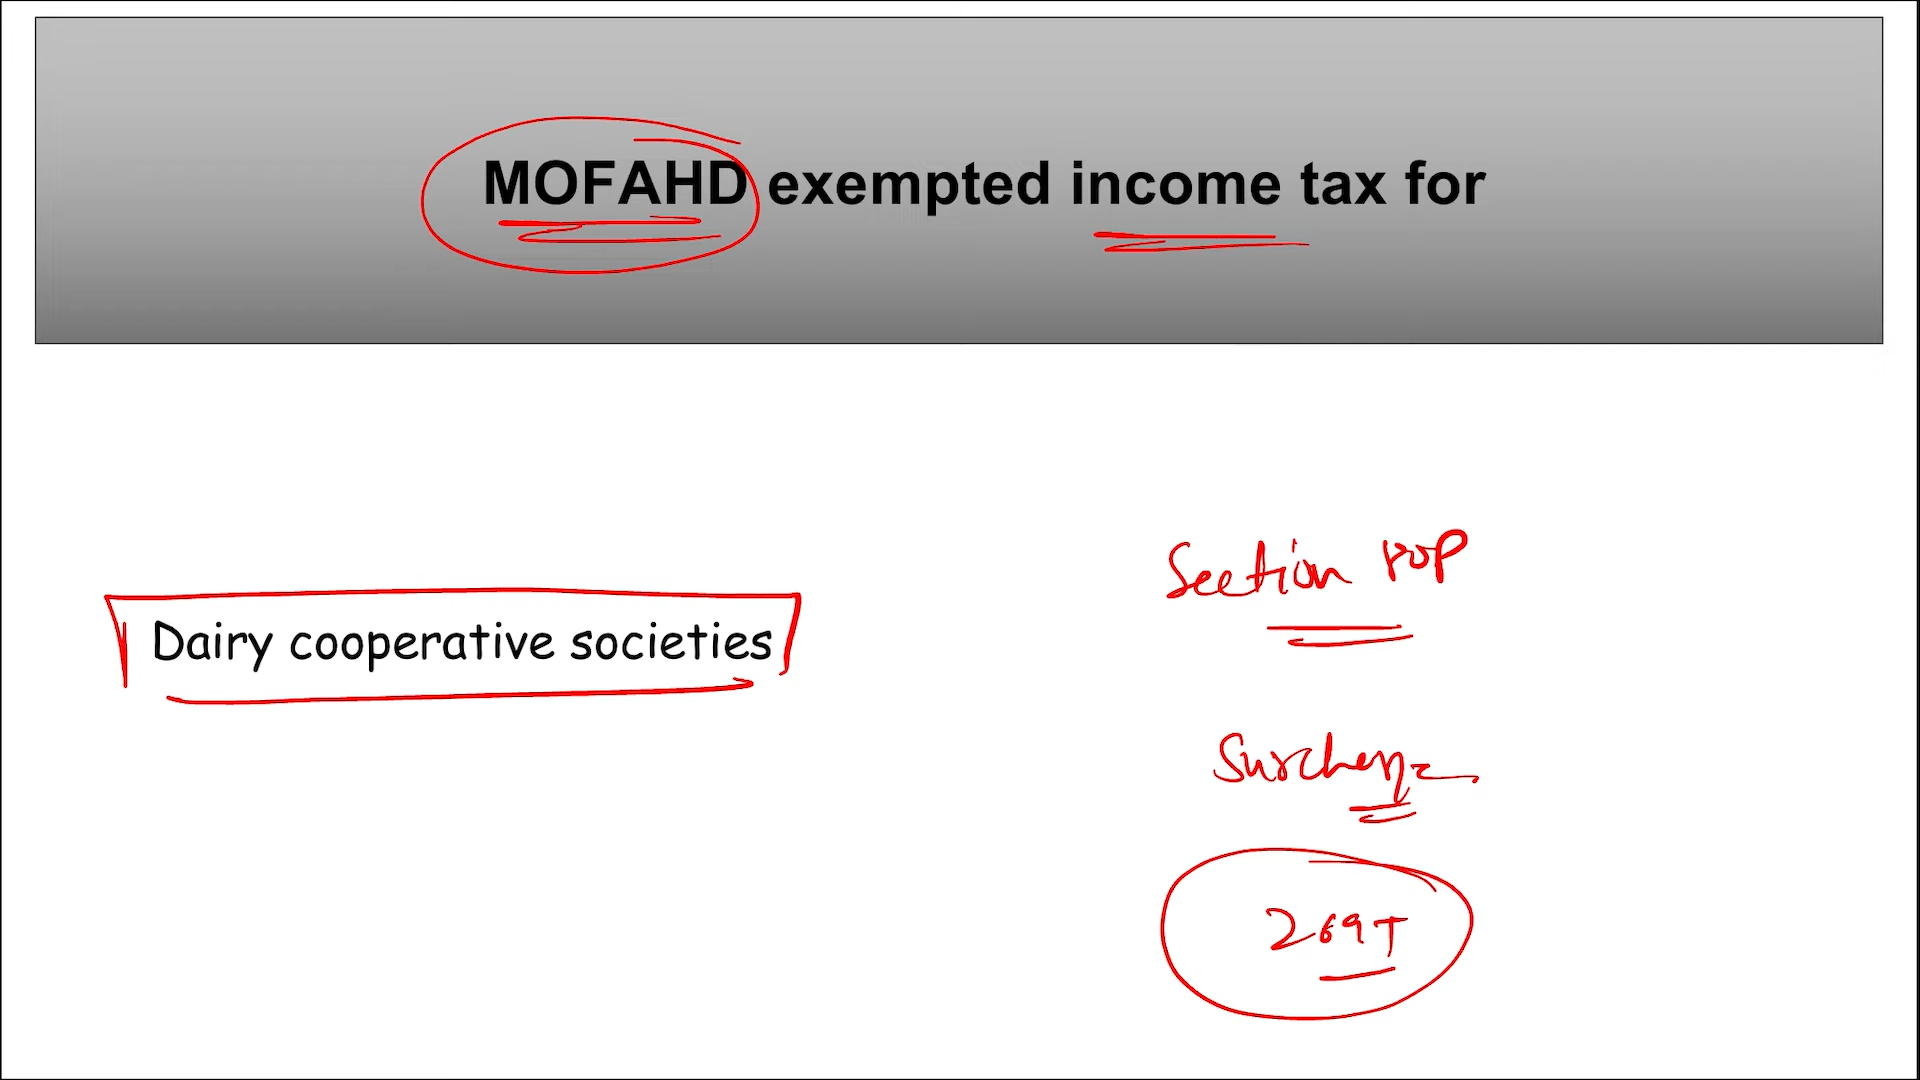 MOFAHD exempted income tax for
Section 80P
Dairy cooperative societies
Surcharge
269T